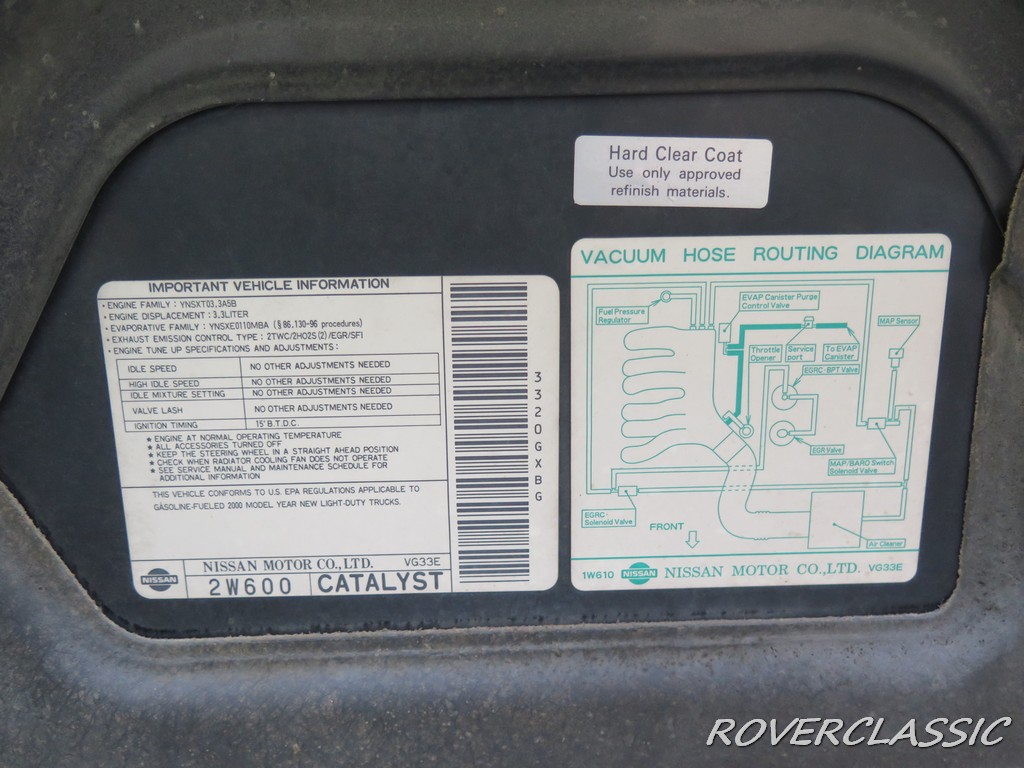 Hard Clear Coat
Use only approved
refinish materials.
IMPORTANT VEHICLE INFORMATION
• ENGINE FAMILY : YNSXT03.3A5B
• ENGINE DISPLACEMENT : 3.3LITER
• EVAPORATIVE FAMILY : YNSXE0110MBA (§86.130-96 procedures)
• EXHAUST EMISSION CONTROL TYPE : 2TWC/2HO2S(2)/EGR/SFI
• ENGINE TUNE UP SPECIFICATIONS AND ADJUSTMENTS :
IDLE SPEED NO OTHER ADJUSTMENTS NEEDED
HIGH IDLE SPEED NO OTHER ADJUSTMENTS NEEDED
IDLE MIXTURE SETTING NO OTHER ADJUSTMENTS NEEDED
VALVE LASH NO OTHER ADJUSTMENTS NEEDED
IGNITION TIMING 15° B.T.D.C.
★ ENGINE AT NORMAL OPERATING TEMPERATURE
★ ALL ACCESSORIES TURNED OFF
★ KEEP THE STEERING WHEEL IN A STRAIGHT AHEAD POSITION
★ CHECK WHEN RADIATOR COOLING FAN DOES NOT OPERATE
★ SEE SERVICE MANUAL AND MAINTENANCE SCHEDULE FOR
ADDITIONAL INFORMATION
THIS VEHICLE CONFORMS TO U.S. EPA REGULATIONS APPLICABLE TO
GASOLINE-FUELED 2000 MODEL YEAR NEW LIGHT-DUTY TRUCKS.
NISSAN
NISSAN MOTOR CO.,LTD. VG33E
2W600 CATALYST
3320GXBG
VACUUM HOSE ROUTING DIAGRAM
Fuel Pressure
Regulator
EVAP Canister Purge
Control Valve
MAP Sensor
Throttle
Opener
Service
port
To EVAP
Canister
EGRC-BPT Valve
EGR Valve
MAP/BARO Switch
Solenoid Valve
EGRC-
Solenoid Valve
FRONT
Air Cleaner
1W610 NISSAN NISSAN MOTOR CO.,LTD. VG33E
ROVERCLASSIC